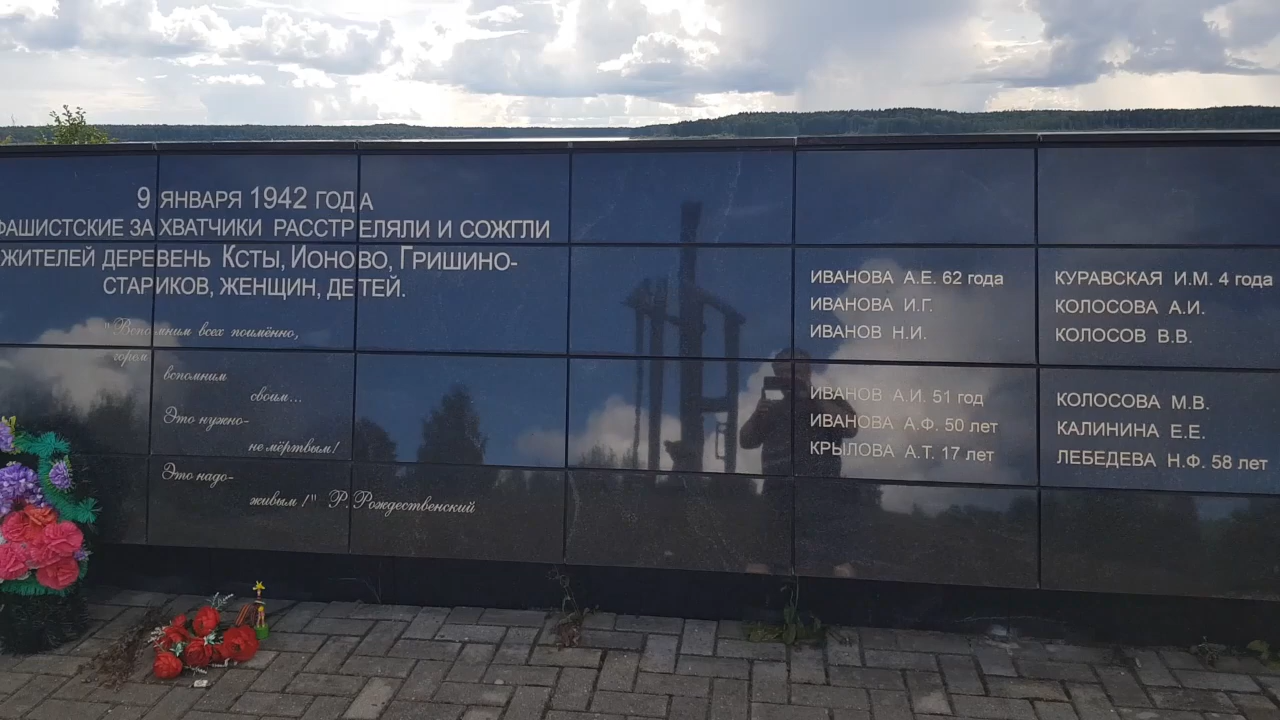 9 ЯНВАРЯ 1942 ГОДА
ФАШИСТСКИЕ ЗАХВАТЧИКИ РАССТРЕЛЯЛИ И СОЖГЛИ
ЖИТЕЛЕЙ ДЕРЕВЕНЬ КСТЫ, ИОНОВО, ГРИШИНО-
СТАРИКОВ, ЖЕНЩИН, ДЕТЕЙ.
"Вспомним всех поимённо,
горем
вспомним
своим...
Это нужно-
не мёртвым!
Это надо-
живым!" Р. Рождественский
ИВАНОВА А.Е. 62 года
ИВАНОВА И.Г.
ИВАНОВ Н.И.
ИВАНОВ А.И. 51 год
ИВАНОВА А.Ф. 50 лет
КРЫЛОВА А.Т. 17 лет
КУРАВСКАЯ И.М. 4 года
КОЛОСОВА А.И.
КОЛОСОВ В.В.
КОЛОСОВА М.В.
КАЛИНИНА Е.Е.
ЛЕБЕДЕВА Н.Ф. 58 лет